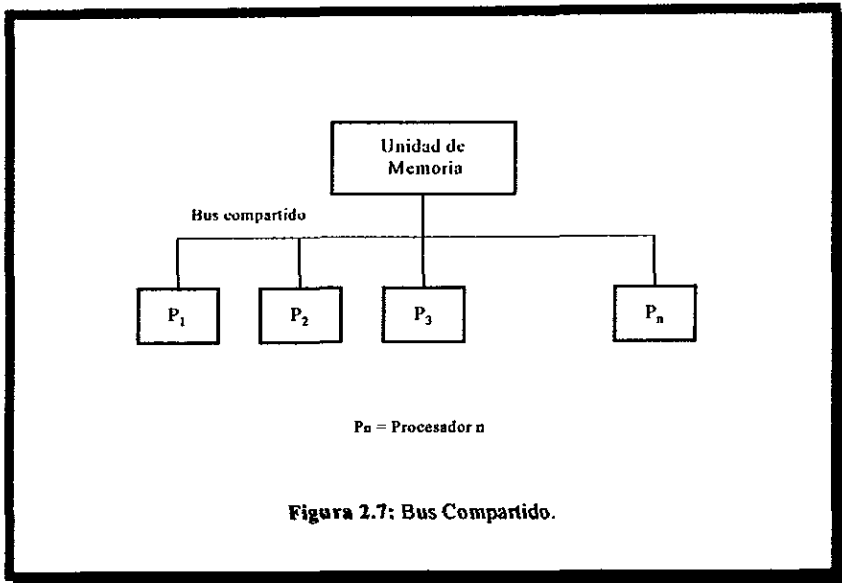 Unidad de
Memoria
Bus compartido
P₁ P₂ P₃ Pₙ
Pn = Procesador n
Figura 2.7: Bus Compartido.